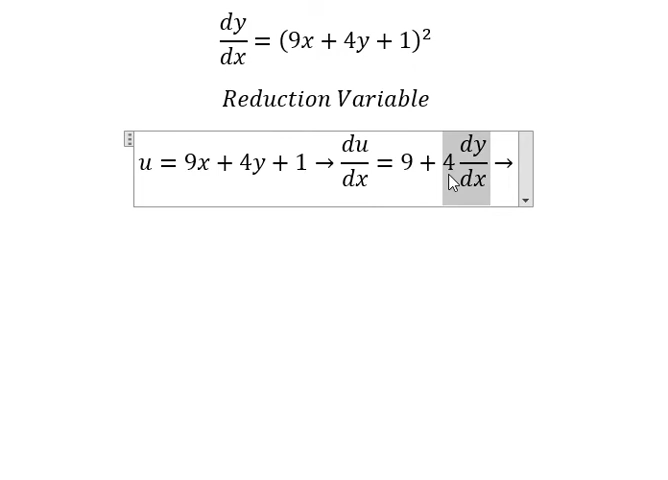 dy/dx = (9x + 4y + 1)²
Reduction Variable
u = 9x + 4y + 1 → du/dx = 9 + 4 dy/dx →